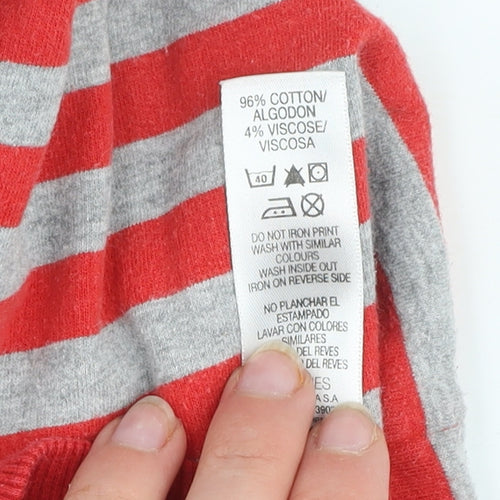 96% COTTON/
ALGODON
4% VISCOSE/
VISCOSA
40
DO NOT IRON PRINT
WASH WITH SIMILAR
COLOURS
WASH INSIDE OUT
IRON ON REVERSE SIDE
NO PLANCHAR EL
ESTAMPADO
LAVAR CON COLORES
SIMILARES
DEL REVES
DEL REVES